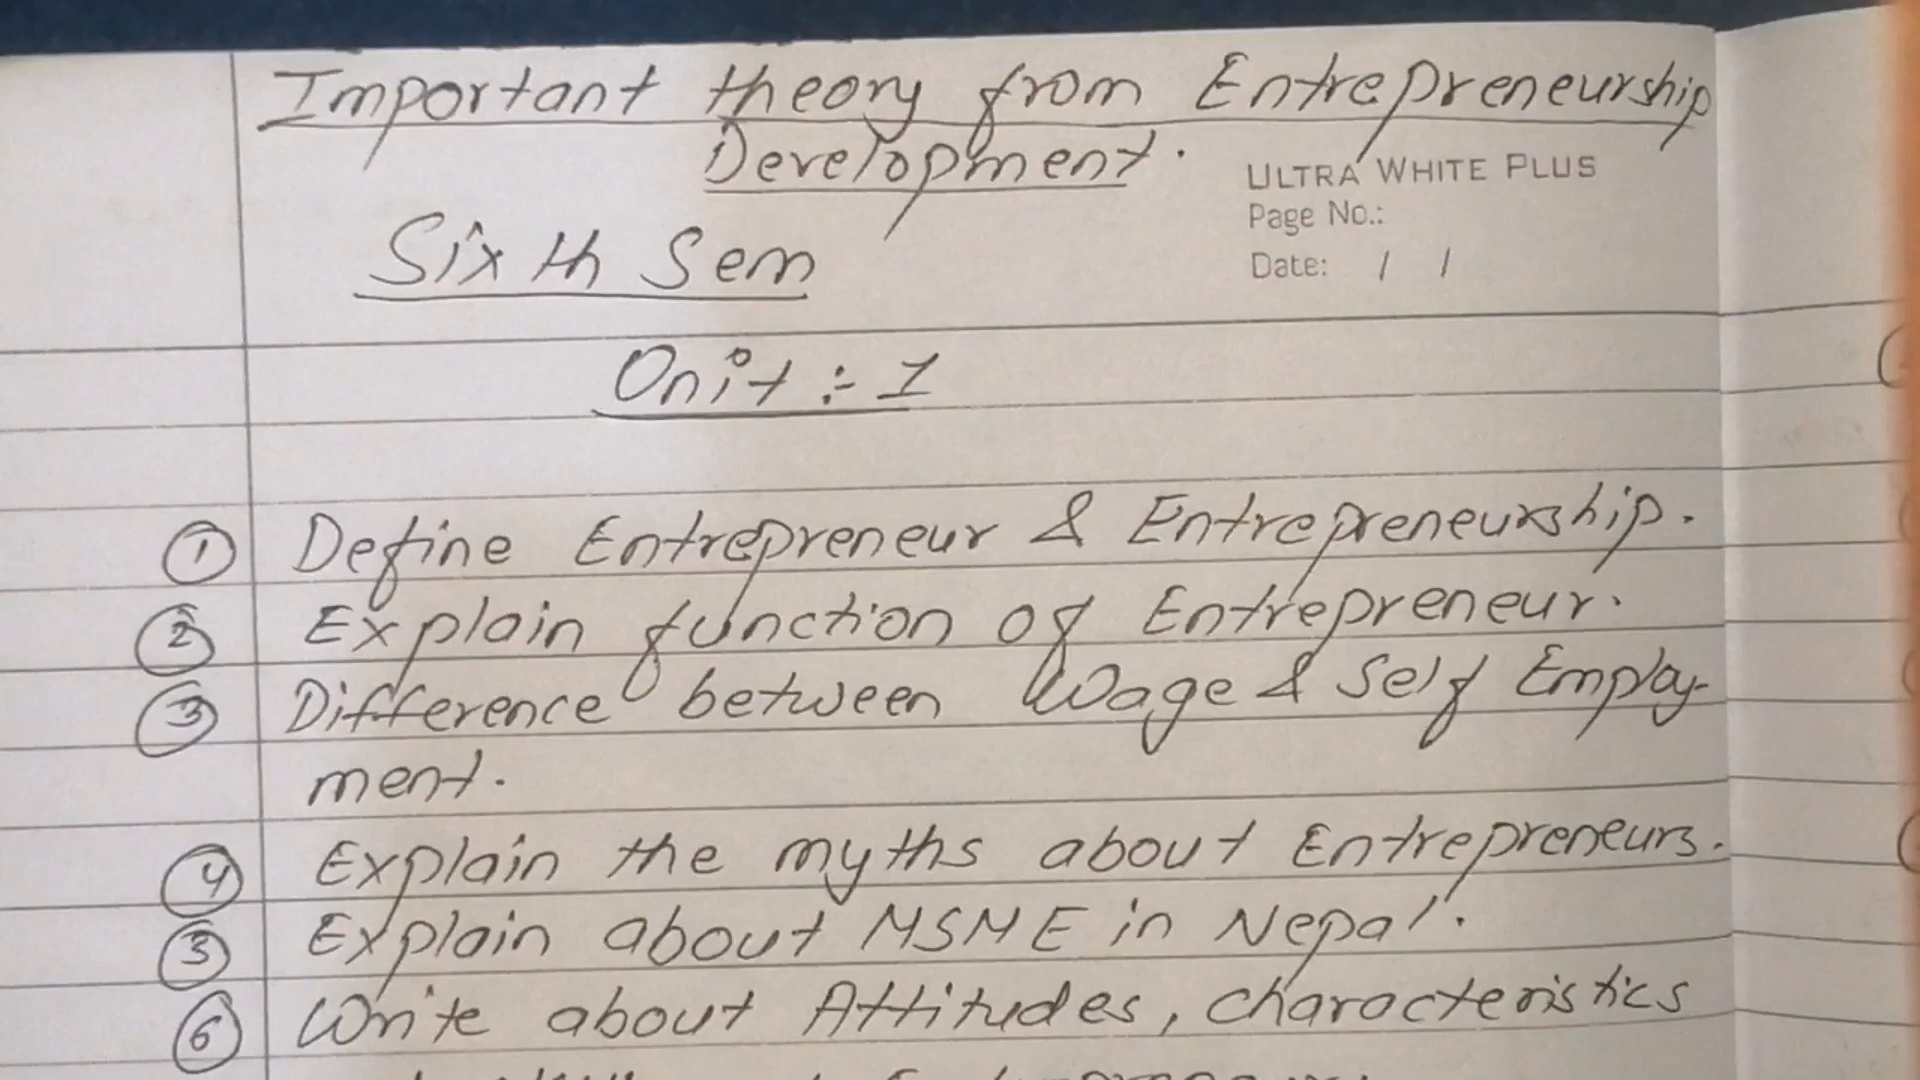 Important theory from Entrepreneurship
Development.
ULTRA WHITE PLUS
Page No.:
Date: / /
Sixth Sem
Unit :- 1
① Define Entrepreneur & Entrepreneurship.
② Explain function of Entrepreneur.
③ Difference between Wage & Self Employ-
ment.
④ Explain the myths about Entrepreneurs.
⑤ Explain about MSME in Nepal.
⑥ Write about Attitudes, characteristics